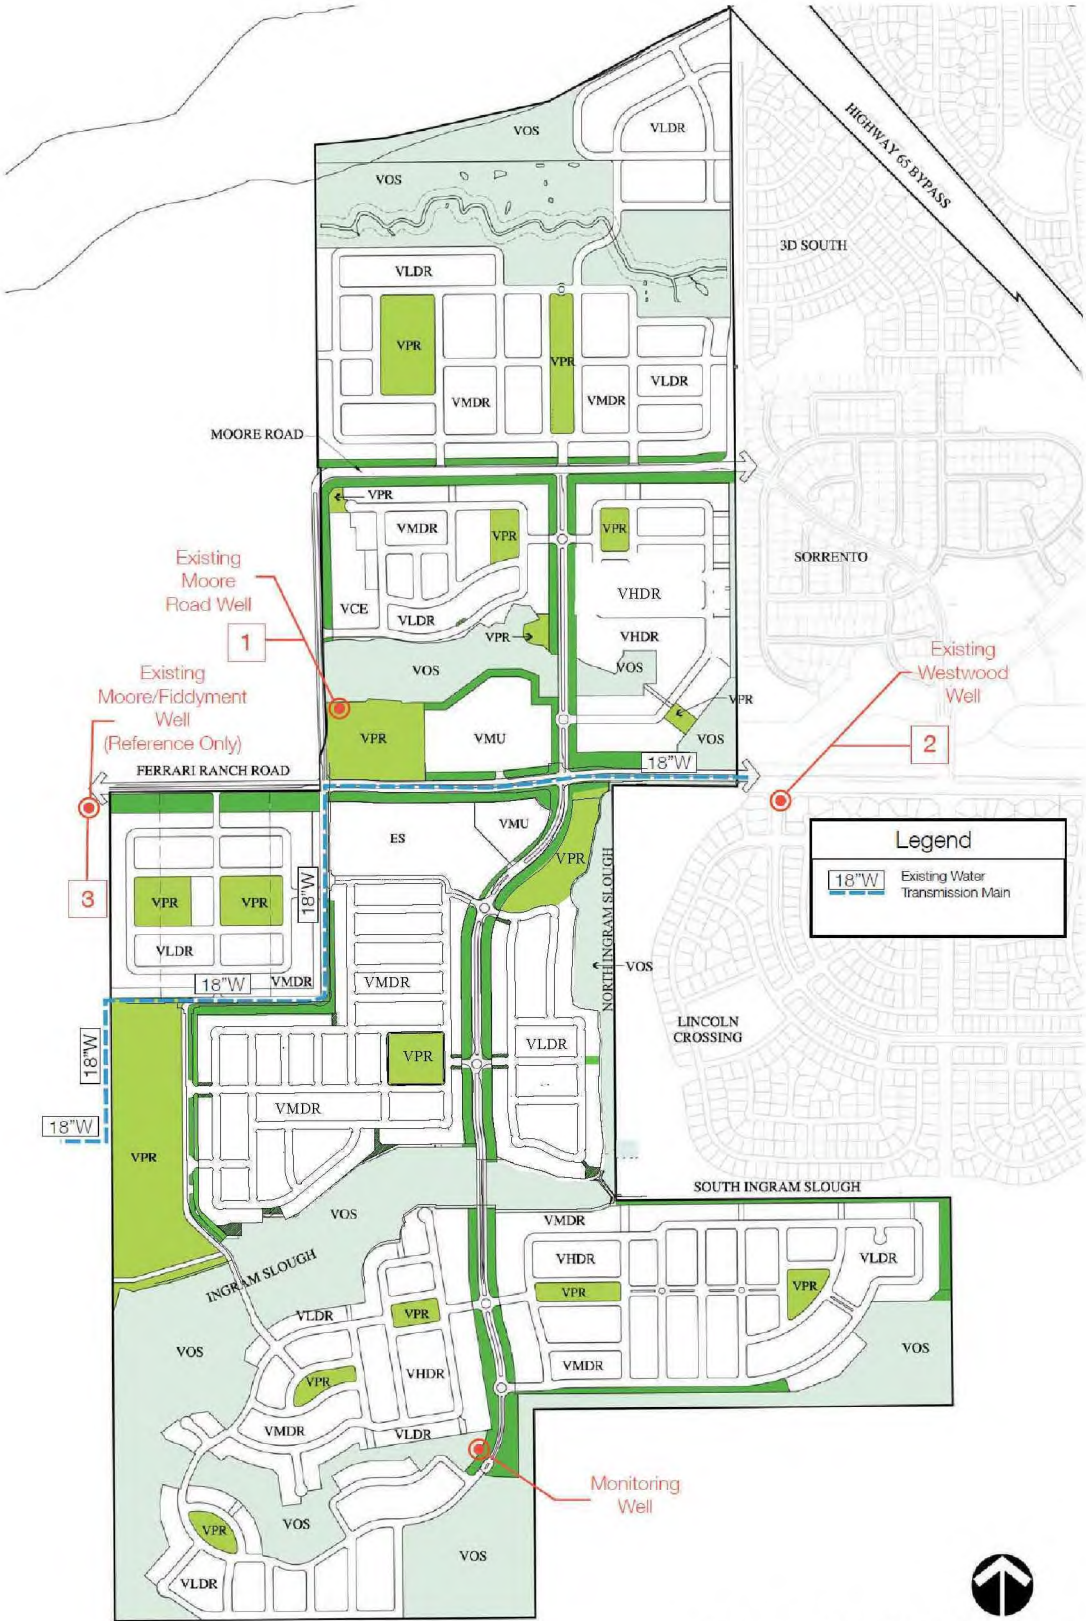 VLDR
VOS
HIGHWAY 65 BYPASS
VOS
3D SOUTH
VLDR
VPR
VPR
VLDR
VMDR
VMDR
MOORE ROAD
VPR
VMDR
VPR
VPR
SORRENTO
Existing
Moore
Road Well
1
VHDR
VCE
VLDR
VPR
VHDR
VOS
VOS
Existing
Westwood
Well
2
Existing
Moore/Fiddyment
Well
(Reference Only)
3
VPR
VPR
VMU
VOS
18"W
FERRARI RANCH ROAD
ES
VMU
VPR
Legend
18"W
Existing Water
Transmission Main
VPR
VPR
18"W
VLDR
NORTH INGRAM SLOUGH
VOS
18"W
VMDR
VMDR
LINCOLN
CROSSING
VPR
VLDR
18"W
VMDR
18"W
VPR
SOUTH INGRAM SLOUGH
VOS
VMDR
VHDR
VLDR
INGRAM SLOUGH
VPR
VPR
VLDR
VPR
VOS
VHDR
VMDR
VOS
VPR
VMDR
VLDR
Monitoring
Well
VPR
VOS
VOS
VLDR